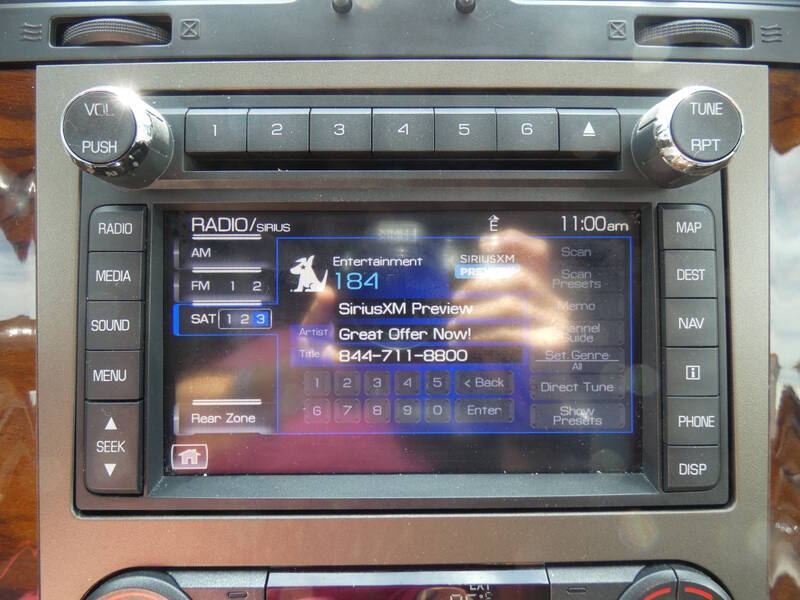 VOL
PUSH
1 2 3 4 5 6
TUNE
RPT
RADIO
MEDIA
SOUND
MENU
SEEK
MAP
DEST
NAV
i
PHONE
DISP
RADIO/SIRIUS
E
11:00am
AM
FM 1 2
SAT 1 2 3
Rear Zone
Entertainment
184
SIRIUSXM
PREVIEW
SiriusXM Preview
Artist Great Offer Now!
Title 844-711-8800
1 2 3 4 5 < Back
6 7 8 9 0 Enter
Scan
Scan
Presets
Memo
Channel
Guide
Set Genre
All
Direct Tune
Show
Presets
EXT